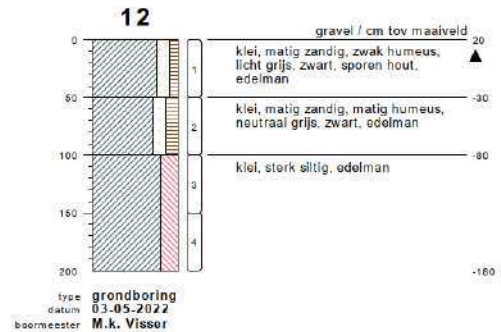 12
gravel / cm tov maaiveld
0
20
klei, matig zandig, zwak humeus,
licht grijs, zwart, sporen hout,
edelman
1
50
-30
klei, matig zandig, matig humeus,
neutraal grijs, zwart, edelman
2
100
-80
klei, sterk siltig, edelman
3
150
4
200
-180
type grondboring
datum 03-05-2022
boormeester M.k. Visser